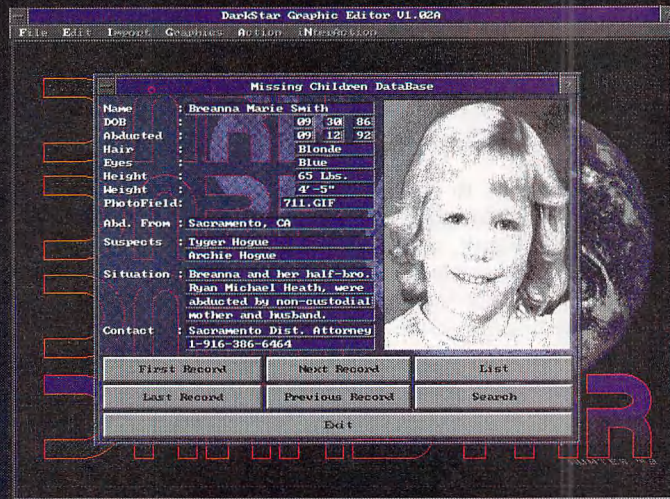 DarkStar Graphic Editor V1.02A
File Edit Import Graphics Action iNterAction
Missing Children DataBase
Name : Breanna Marie Smith
DOB : 09 30 86
Abducted : 09 12 92
Hair : Blonde
Eyes : Blue
Height : 65 Lbs.
Weight : 4'-5"
PhotoField: 711.GIF
Abd. From : Sacramento, CA
Suspects : Tyger Hogue
Archie Hogue
Situation : Breanna and her half-bro.
Ryan Michael Heath, were
abducted by non-custodial
mother and husband.
Contact : Sacramento Dist. Attorney
1-916-386-6464
First Record Next Record List
Last Record Previous Record Search
Exit